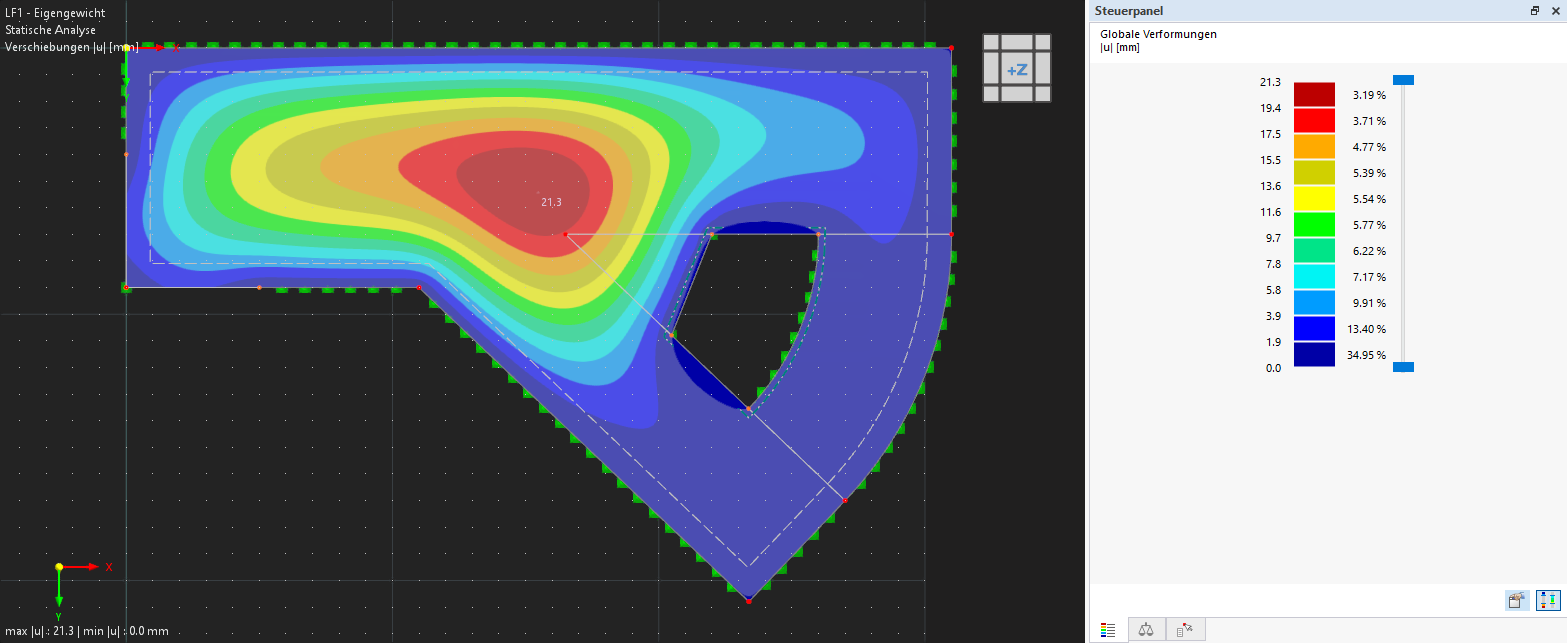 LF1 - Eigengewicht
Statische Analyse
Verschiebungen |u| [mm]
X
21.3
+Z
X
Y
max |u| : 21.3 | min |u| : 0.0 mm
Steuerpanel
Globale Verformungen
|u| [mm]
21.3
3.19 %
19.4
3.71 %
17.5
4.77 %
15.5
5.39 %
13.6
5.54 %
11.6
5.77 %
9.7
6.22 %
7.8
7.17 %
5.8
9.91 %
3.9
13.40 %
1.9
34.95 %
0.0